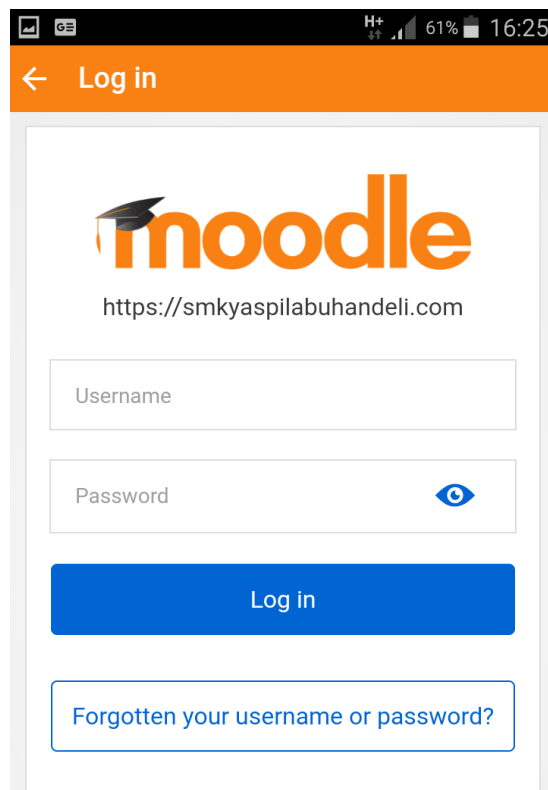 H+ 61% 16:25
Log in
moodle
https://smkyaspilabuhandeli.com
Username
Password
Log in
Forgotten your username or password?